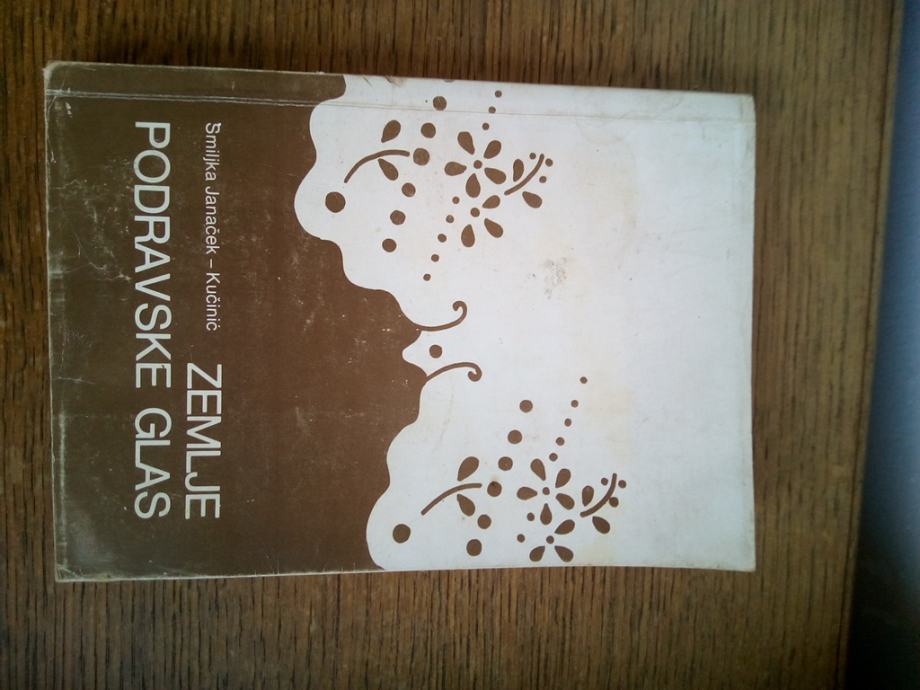 Smiljka Janaček – Kučinić
ZEMLJE
PODRAVSKE GLAS